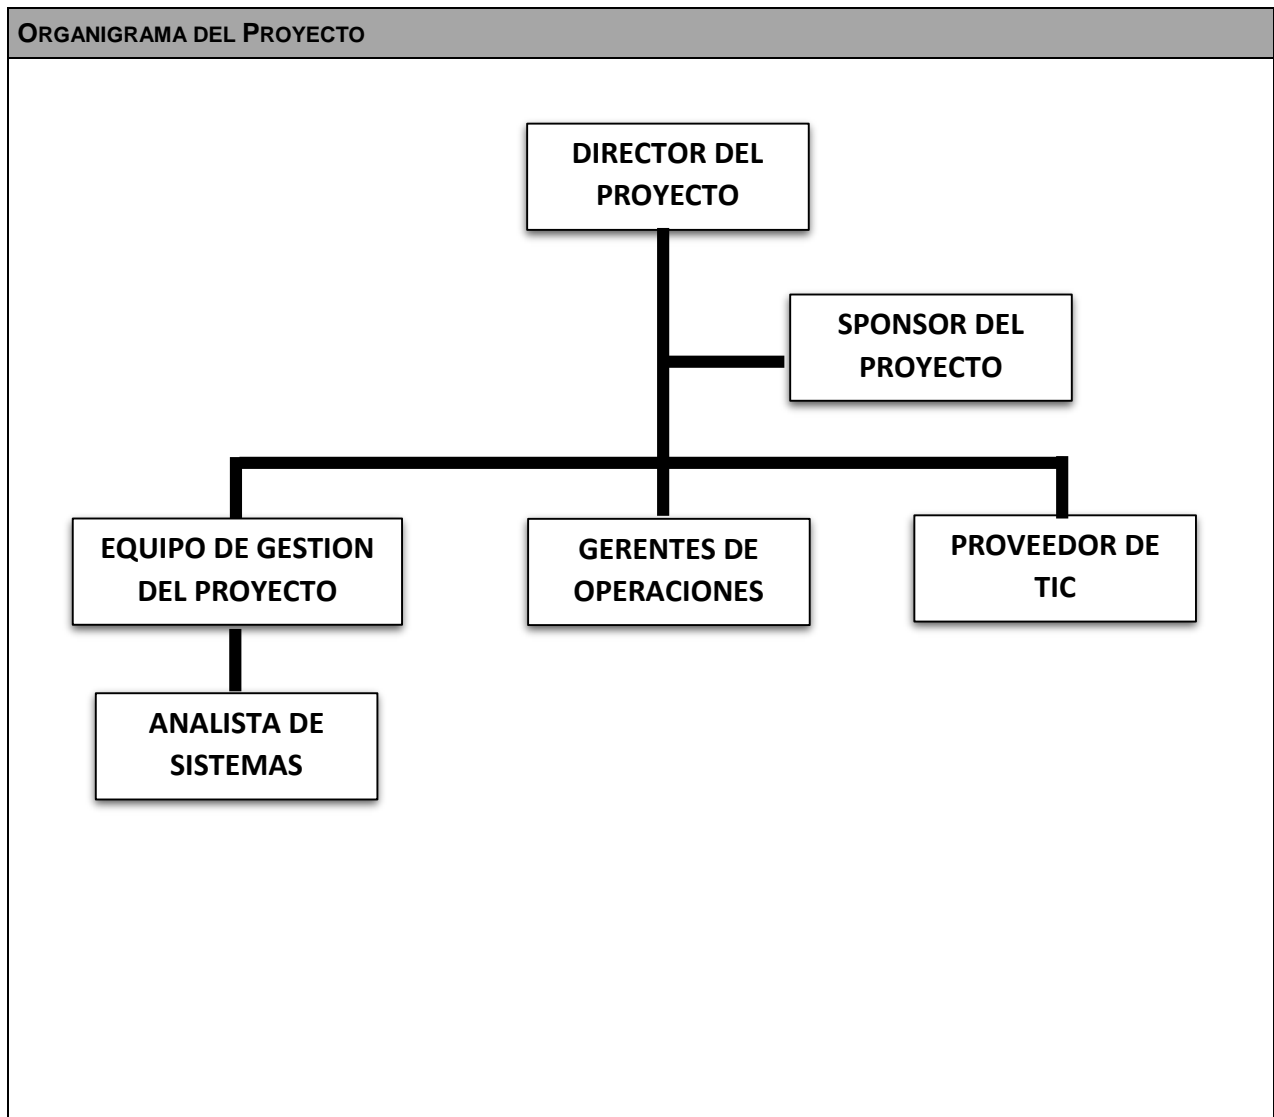 ORGANIGRAMA DEL PROYECTO
DIRECTOR DEL
PROYECTO
SPONSOR DEL
PROYECTO
EQUIPO DE GESTION
DEL PROYECTO
GERENTES DE
OPERACIONES
PROVEEDOR DE
TIC
ANALISTA DE
SISTEMAS